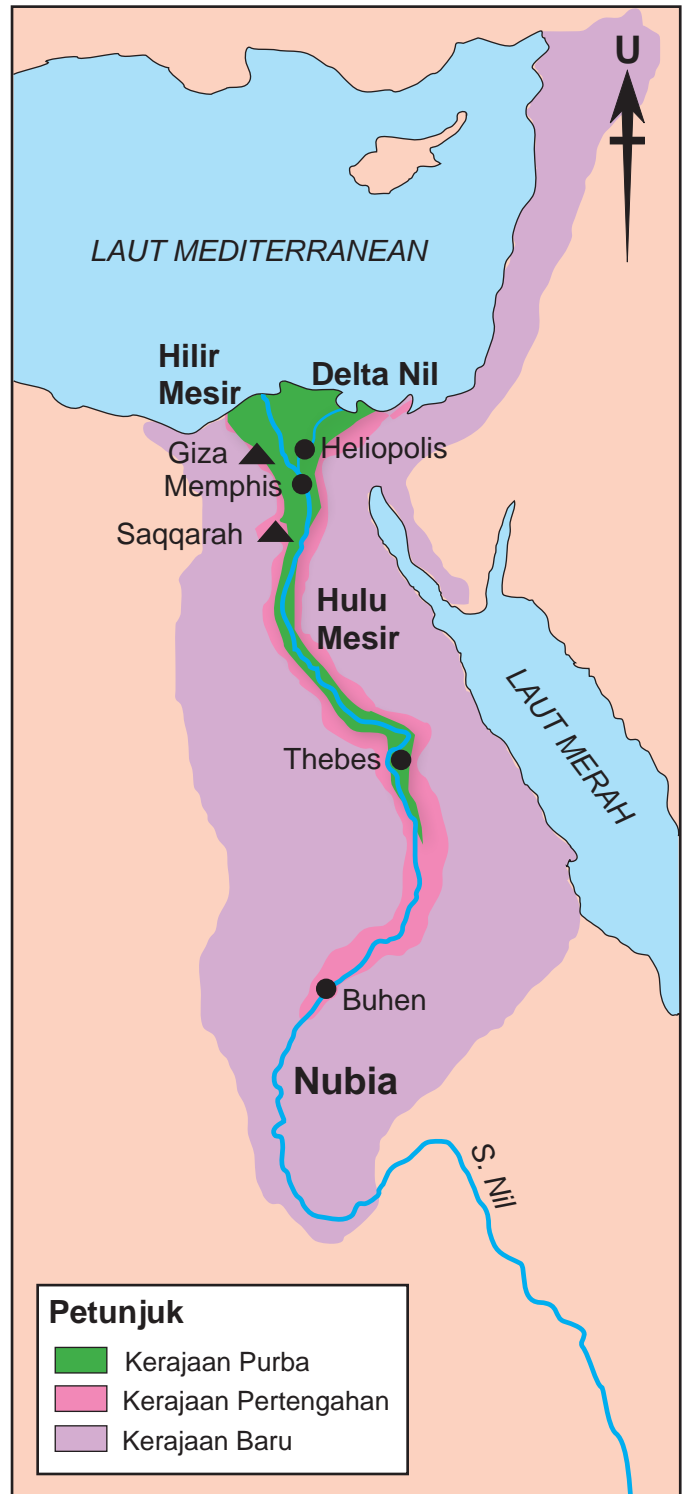 U
LAUT MEDITERRANEAN
Hilir
Mesir
Delta Nil
Giza
Heliopolis
Memphis
Saqqarah
Hulu
Mesir
LAUT MERAH
Thebes
Buhen
Nubia
S. Nil
Petunjuk
Kerajaan Purba
Kerajaan Pertengahan
Kerajaan Baru